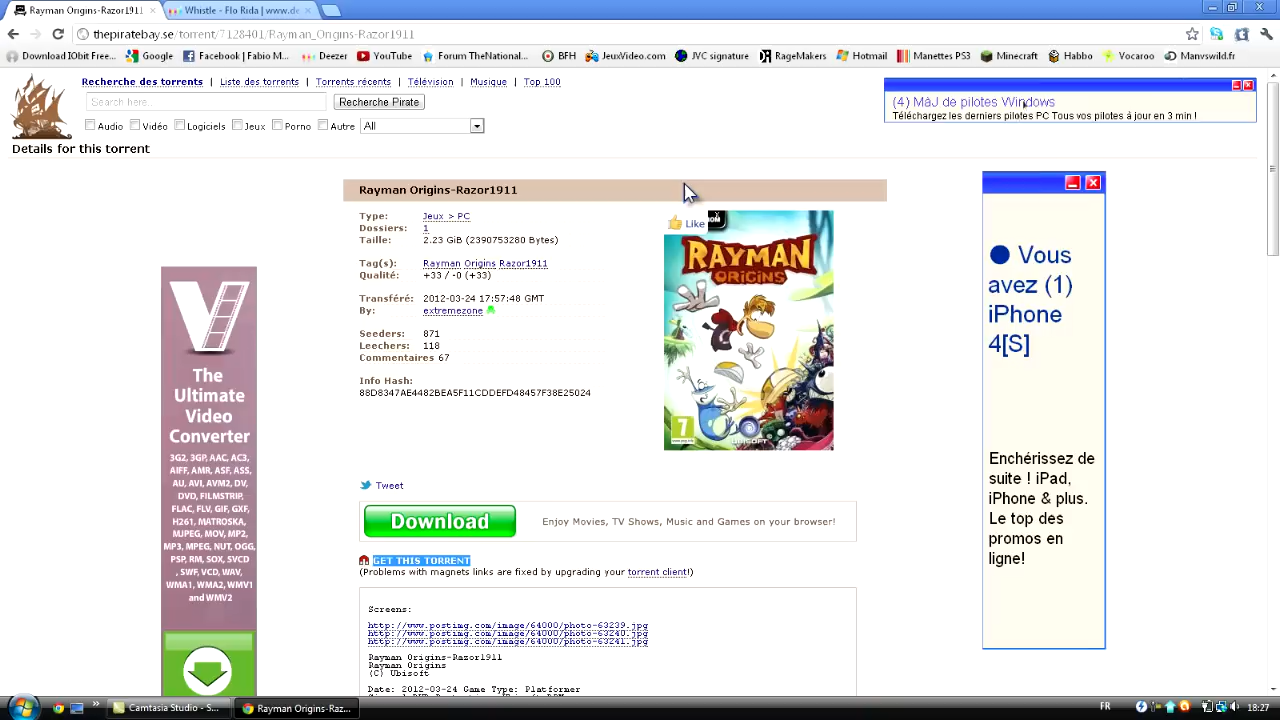 Rayman Origins-Razor1911
Whistle - Flo Rida | www.de
thepiratebay.se/torrent/7128401/Rayman_Origins-Razor1911
Download IObit Free...
Google
Facebook | Fabio M...
Deezer
YouTube
Forum TheNational...
BFH
JeuxVideo.com
JVC signature
RageMakers
Hotmail
Manettes PS3
Minecraft
Habbo
Vocaroo
Manvswild.fr
Recherche des torrents | Liste des torrents | Torrents récents | Télévision | Musique | Top 100
Search here...
Recherche Pirate
Audio Vidéo Logiciels Jeux Porno Autre All
Details for this torrent
(4) MàJ de pilotes Windows
Téléchargez les derniers pilotes PC Tous vos pilotes à jour en 3 min !
Rayman Origins-Razor1911
Type: Jeux > PC
Dossiers: 1
Taille: 2.23 GiB (2390753280 Bytes)
Tag(s): Rayman Origins Razor1911
Qualité: +33 / -0 (+33)
Transféré: 2012-03-24 17:57:48 GMT
By: extremezone
Seeders: 871
Leechers: 118
Commentaires 67
Info Hash:
88D8347AE4482BEA5F11CDDEFD48457F38E25024
Like
RAYMAN
ORIGINS
7
UBISOFT
Tweet
Download
Enjoy Movies, TV Shows, Music and Games on your browser!
GET THIS TORRENT
(Problems with magnets links are fixed by upgrading your torrent client!)
Screens:
http://www.postimg.com/image/64000/photo-63239.jpg
http://www.postimg.com/image/64000/photo-63240.jpg
http://www.postimg.com/image/64000/photo-63241.jpg
Rayman Origins-Razor1911
Rayman Origins
(C) Ubisoft
Date: 2012-03-24 Game Type: Platformer
The
Ultimate
Video
Converter
3G2, 3GP, AAC, AC3,
AIFF, AMR, ASF, ASS,
AU, AVI, AVM2, DV,
DVD, FILMSTRIP,
FLAC, FLV, GIF, GXF,
H261, MATROSKA,
MJPEG, MOV, MP2,
MP3, MPEG, NUT, OGG,
PSP, RM, SOX, SVCD
, SWF, VCD, WAV,
WMA1, WMA2, WMV1
and WMV2
Vous
avez (1)
iPhone
4[S]
Enchérissez de
suite ! iPad,
iPhone & plus.
Le top des
promos en
ligne!
Camtasia Studio - S...
Rayman Origins-Raz...
FR
18:27